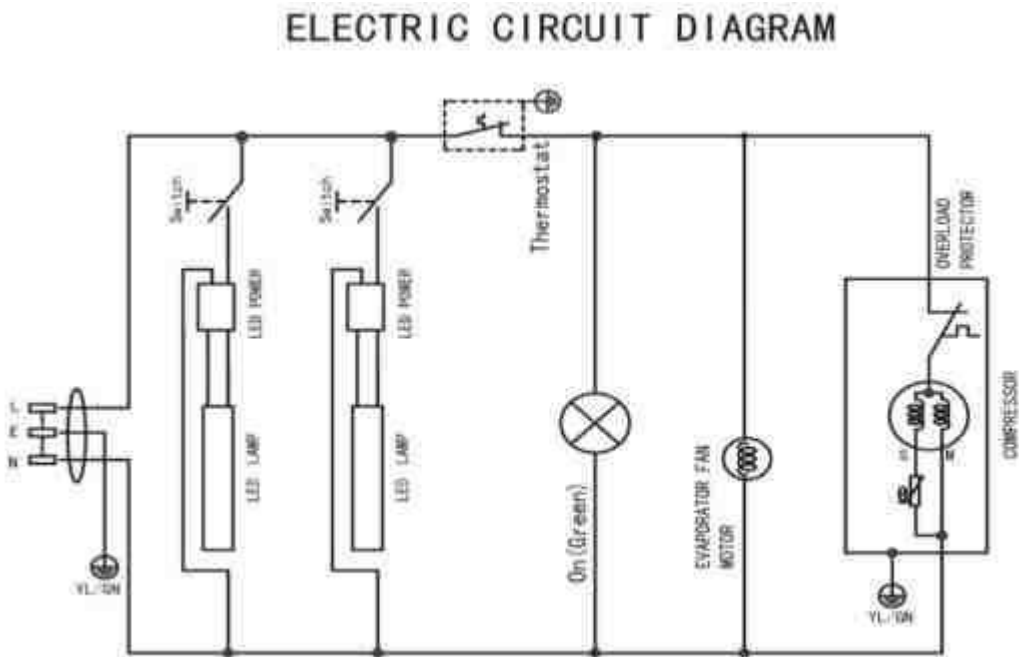 ELECTRIC CIRCUIT DIAGRAM
Switch
Switch
Thermostat
OVERLOAD
PROTECTOR
LED POWER
LED POWER
L
E
N
LED LAMP
LED LAMP
On(Green)
EVAPORATOR FAN
MOTOR
COMPRESSOR
S
M
YL/GN
YL/GN